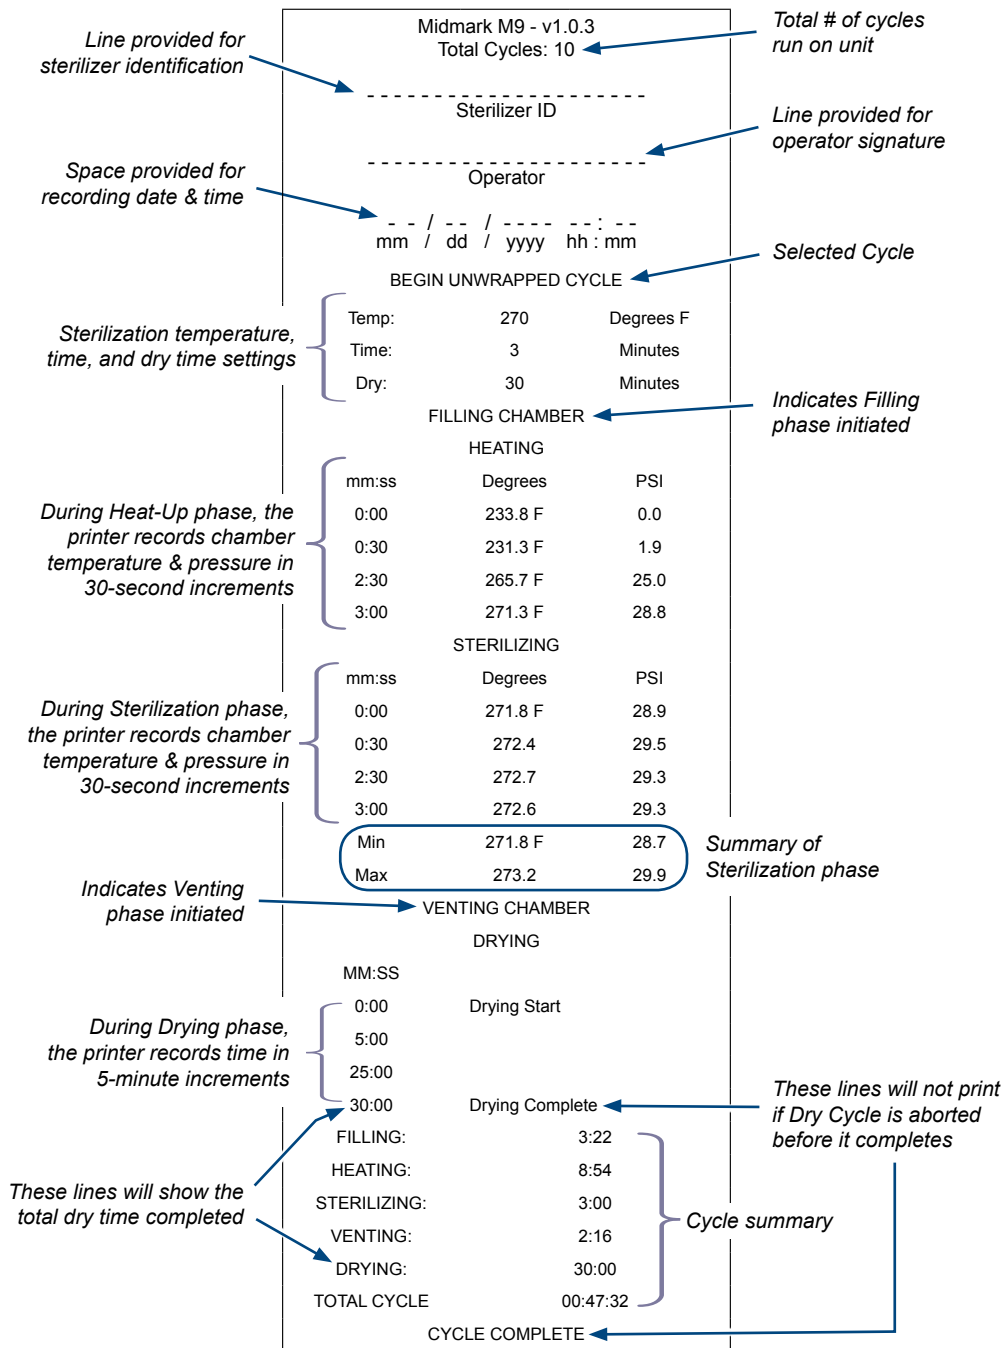 Midmark M9 - v1.0.3
Total Cycles: 10
Total # of cycles
run on unit
Line provided for
sterilizer identification
- - - - - - - - - - - - - - - - - - - - -
Sterilizer ID
Line provided for
operator signature
- - - - - - - - - - - - - - - - - - - - -
Operator
Space provided for
recording date & time
- - / - - / - - - - - - : - -
mm / dd / yyyy hh : mm
Selected Cycle
BEGIN UNWRAPPED CYCLE
Sterilization temperature,
time, and dry time settings
Temp: 270 Degrees F
Time: 3 Minutes
Dry: 30 Minutes
FILLING CHAMBER
Indicates Filling
phase initiated
HEATING
mm:ss Degrees PSI
0:00 233.8 F 0.0
0:30 231.3 F 1.9
2:30 265.7 F 25.0
3:00 271.3 F 28.8
During Heat-Up phase, the
printer records chamber
temperature & pressure in
30-second increments
STERILIZING
mm:ss Degrees PSI
0:00 271.8 F 28.9
0:30 272.4 29.5
2:30 272.7 29.3
3:00 272.6 29.3
During Sterilization phase,
the printer records chamber
temperature & pressure in
30-second increments
Min 271.8 F 28.7
Max 273.2 29.9
Summary of
Sterilization phase
Indicates Venting
phase initiated
VENTING CHAMBER
DRYING
MM:SS
0:00 Drying Start
5:00
25:00
30:00 Drying Complete
During Drying phase,
the printer records time in
5-minute increments
These lines will not print
if Dry Cycle is aborted
before it completes
FILLING: 3:22
HEATING: 8:54
STERILIZING: 3:00
VENTING: 2:16
DRYING: 30:00
TOTAL CYCLE 00:47:32
These lines will show the
total dry time completed
Cycle summary
CYCLE COMPLETE